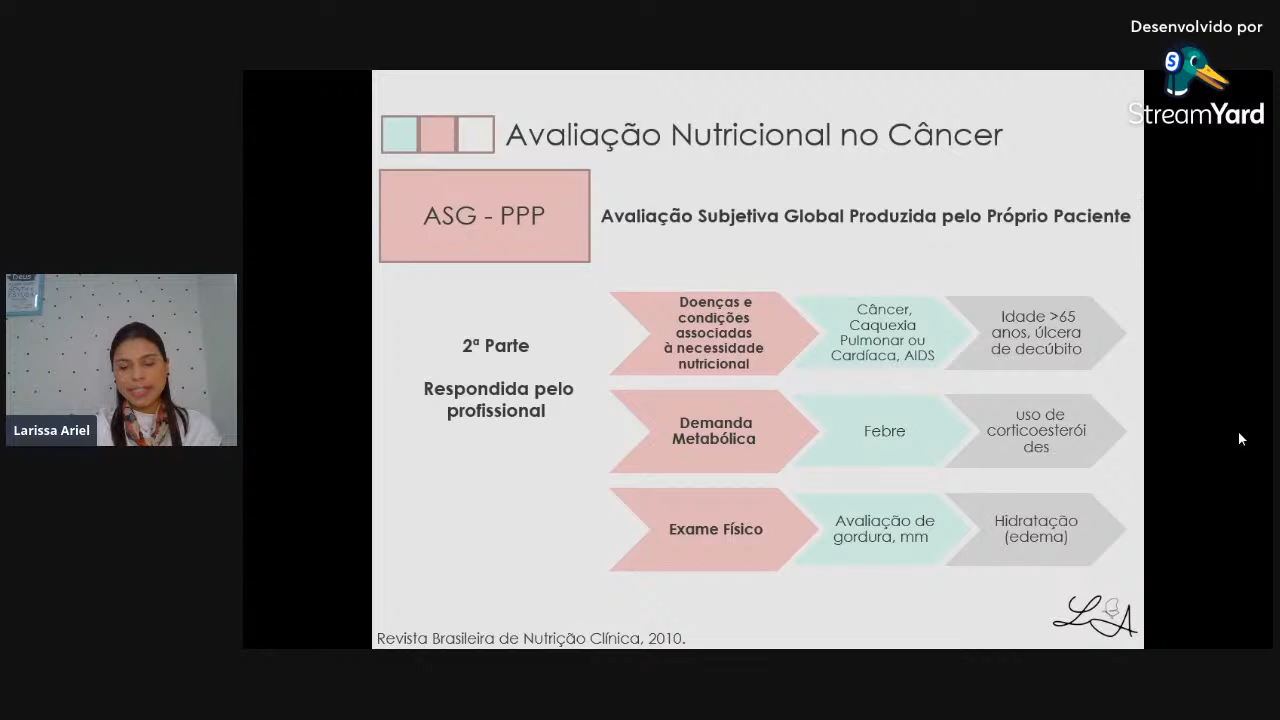 Desenvolvido por
StreamYard
Avaliação Nutricional no Câncer
ASG - PPP
Avaliação Subjetiva Global Produzida pelo Próprio Paciente
2ª Parte
Respondida pelo
profissional
Doenças e
condições
associadas
à necessidade
nutricional
Câncer,
Caquexia
Pulmonar ou
Cardíaca, AIDS
Idade >65
anos, úlcera
de decúbito
Demanda
Metabólica
Febre
uso de
corticoesterói
des
Exame Físico
Avaliação de
gordura, mm
Hidratação
(edema)
Revista Brasileira de Nutrição Clínica, 2010.
LA
Deus
Larissa Ariel